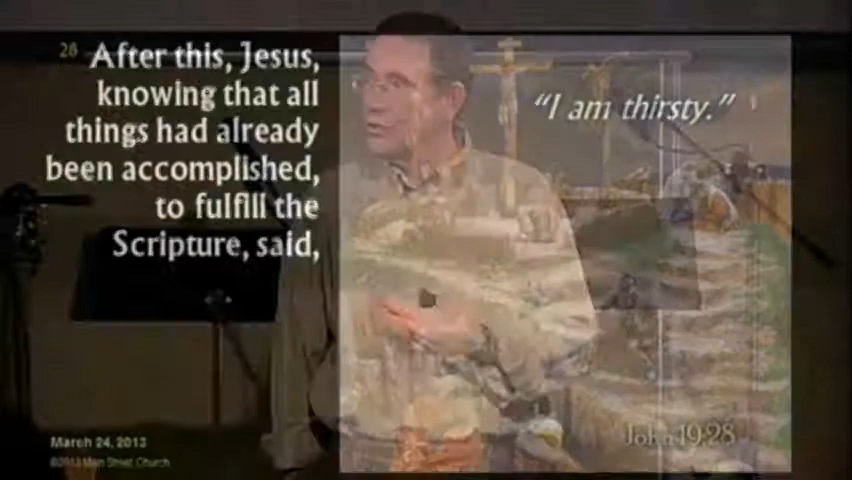 28 After this, Jesus,
knowing that all
things had already
been accomplished,
to fulfill the
Scripture, said,
“I am thirsty.”
John 19:28
March 24, 2013
©2013 Main Street Church